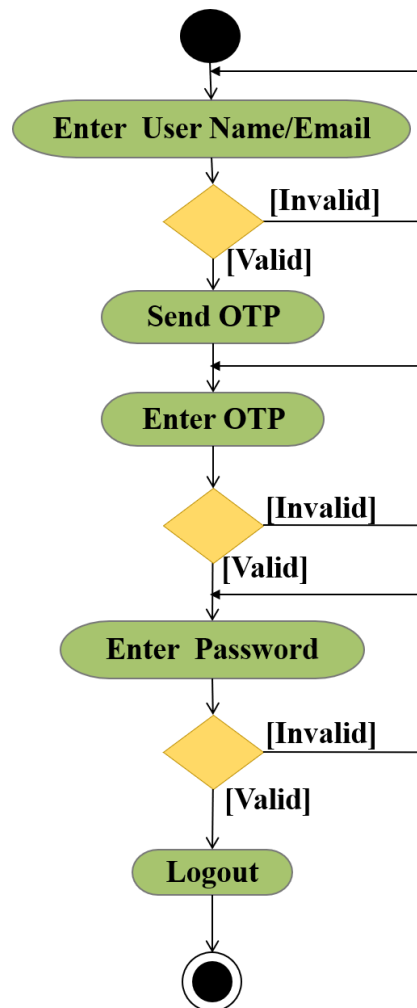 Enter  User Name/Email
[Invalid]
[Valid]
Send OTP
Enter OTP
[Invalid]
[Valid]
Enter  Password
[Invalid]
[Valid]
Logout